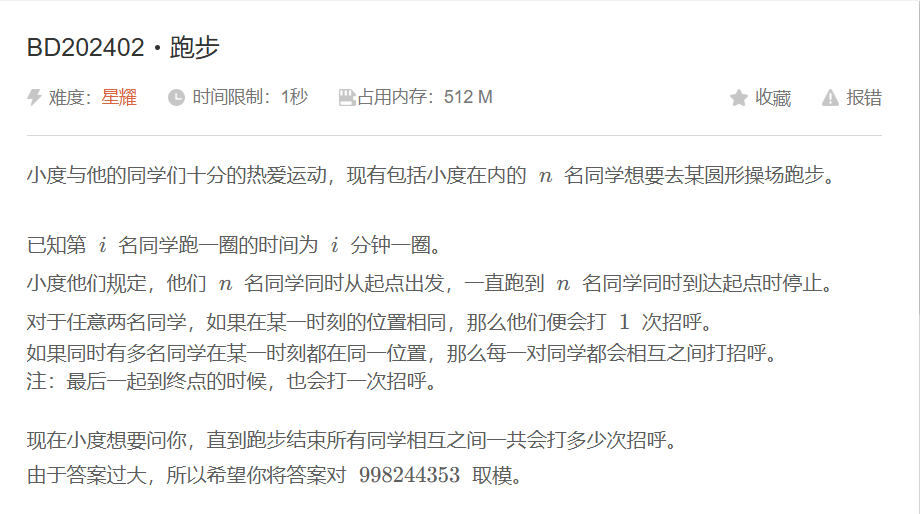 BD202402・跑步
难度：星耀 时间限制：1秒 占用内存：512 M 收藏 报错
小度与他的同学们十分的热爱运动，现有包括小度在内的 n 名同学想要去某圆形操场跑步。
已知第 i 名同学跑一圈的时间为 i 分钟一圈。
小度他们规定，他们 n 名同学同时从起点出发，一直跑到 n 名同学同时到达起点时停止。
对于任意两名同学，如果在某一时刻的位置相同，那么他们便会打 1 次招呼。
如果同时有多名同学在某一时刻都在同一位置，那么每一对同学都会相互之间打招呼。
注：最后一起到终点的时候，也会打一次招呼。
现在小度想要问你，直到跑步结束所有同学相互之间一共会打多少次招呼。
由于答案过大，所以希望你将答案对 998244353 取模。